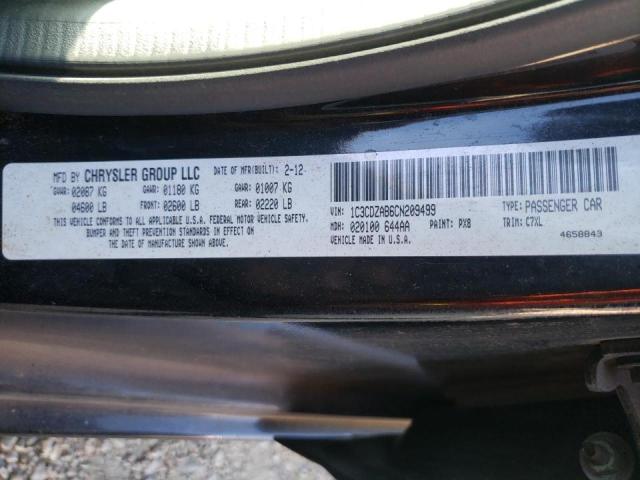 MFD BY CHRYSLER GROUP LLC DATE OF MFR(BUILT): 2-12
GVWR: 02087 KG GAWR: 01180 KG GAWR: 01007 KG
04600 LB FRONT: 02600 LB REAR: 02220 LB
THIS VEHICLE CONFORMS TO ALL APPLICABLE U.S.A. FEDERAL MOTOR VEHICLE SAFETY,
BUMPER AND THEFT PREVENTION STANDARDS IN EFFECT ON
THE DATE OF MANUFACTURE SHOWN ABOVE.
VIN: 1C3CDZAB6CN209499 TYPE: PASSENGER CAR
MDH: 020100 644AA PAINT: PX8 TRIM: C7XL
VEHICLE MADE IN U.S.A. 4658843